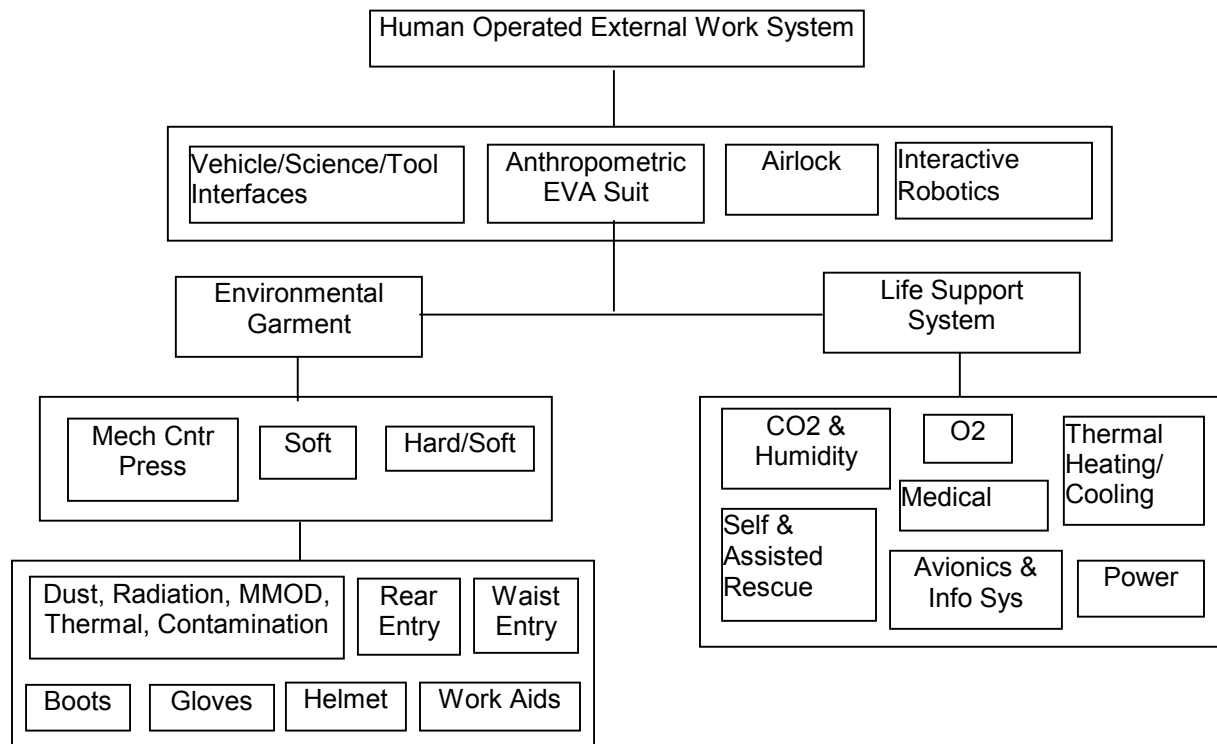 Human Operated External Work System
Vehicle/Science/Tool
Interfaces
Anthropometric
EVA Suit
Airlock
Interactive
Robotics
Environmental
Garment
Life Support
System
Mech Cntr
Press
Soft
Hard/Soft
CO2 &
Humidity
O2
Thermal
Heating/
Cooling
Medical
Self &
Assisted
Rescue
Avionics &
Info Sys
Power
Dust, Radiation, MMOD,
Thermal, Contamination
Rear
Entry
Waist
Entry
Boots
Gloves
Helmet
Work Aids